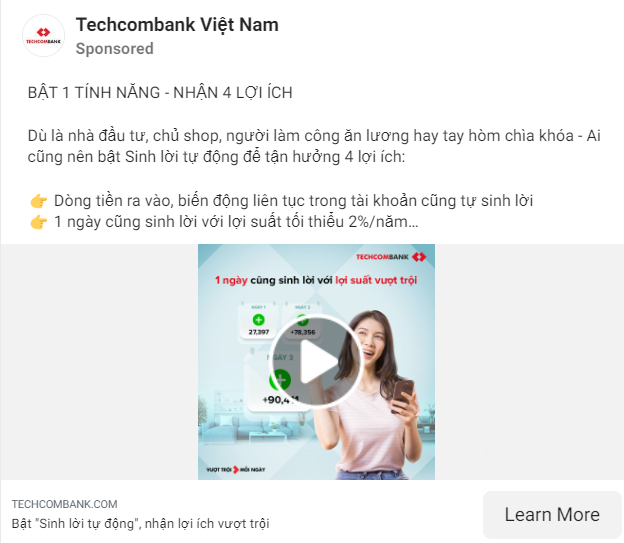 Techcombank Việt Nam
TECHCOMBANK
Sponsored
BẬT 1 TÍNH NĂNG - NHẬN 4 LỢI ÍCH
Dù là nhà đầu tư, chủ shop, người làm công ăn lương hay tay hòm chìa khóa - Ai
cũng nên bật Sinh lời tự động để tận hưởng 4 lợi ích:
👉 Dòng tiền ra vào, biến động liên tục trong tài khoản cũng tự sinh lời
👉 1 ngày cũng sinh lời với lợi suất tối thiểu 2%/năm...
TECHCOMBANK
1 ngày cũng sinh lời với lợi suất vượt trội
NGÀY 1
27,397
+78,356
NGÀY 3
VƯỢT TRỘI MỖI NGÀY
TECHCOMBANK.COM
Bật "Sinh lời tự động", nhận lợi ích vượt trội
Learn More